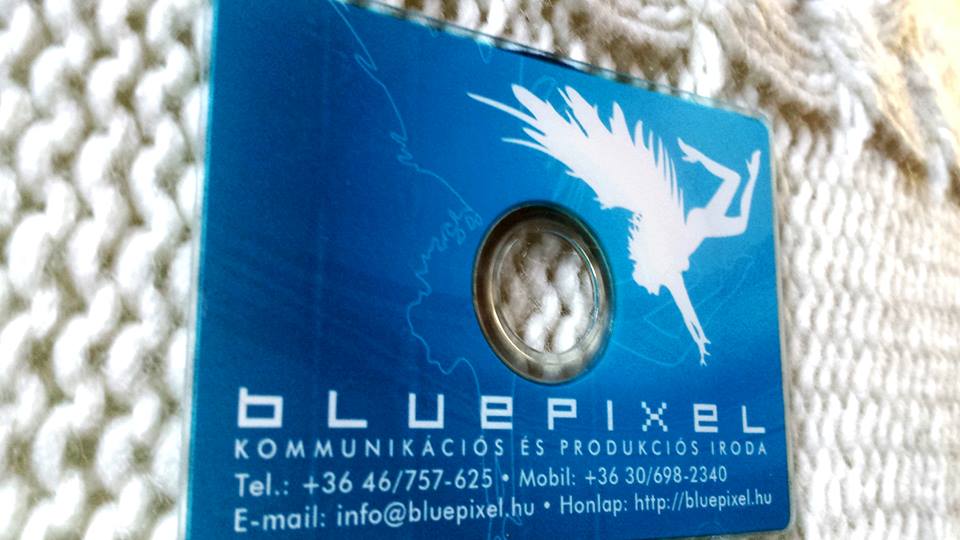 bLUePIxeL
KOMMUNIKÁCIÓS ÉS PRODUKCIÓS IRODA
Tel.: +36 46/757-625 • Mobil: +36 30/698-2340
E-mail: info@bluepixel.hu • Honlap: http://bluepixel.hu